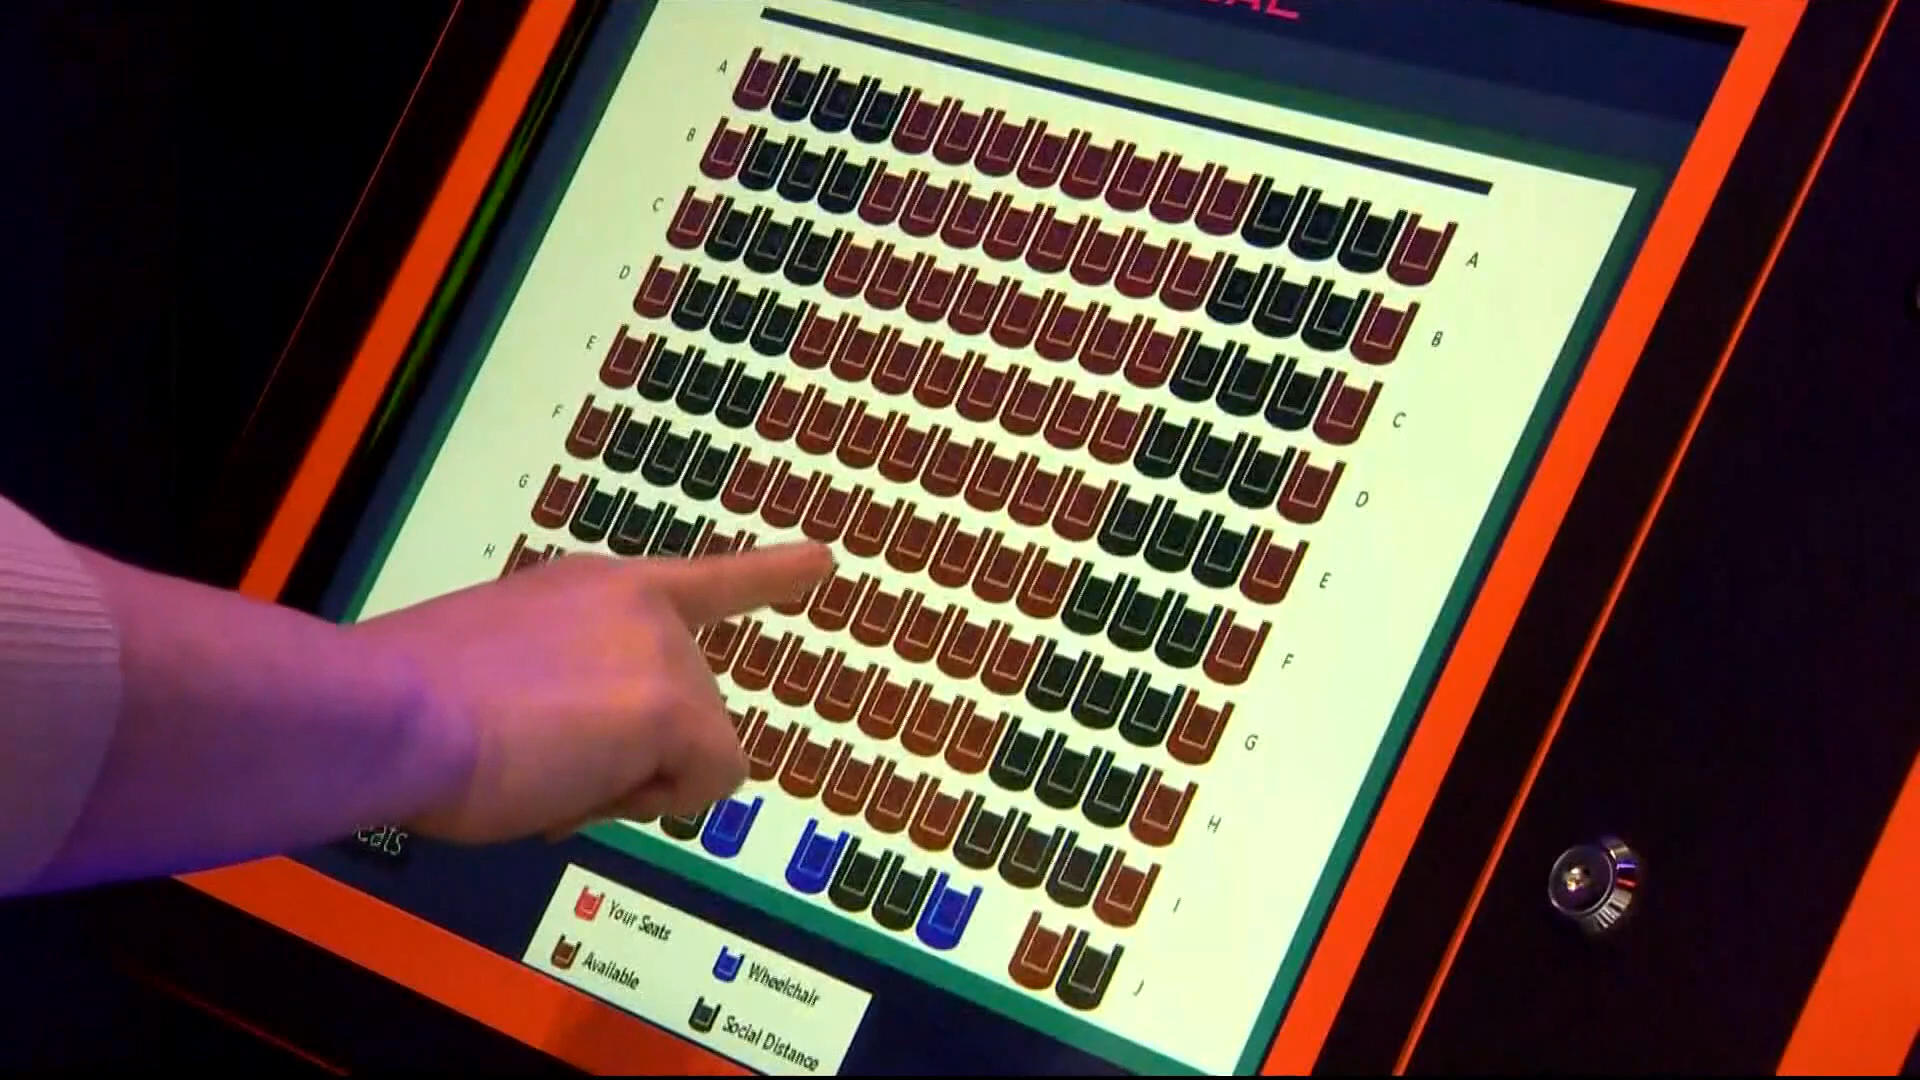 A
B
C
D
E
F
G
H
A
B
C
D
E
F
G
H
I
J
Your Seats
Available
Wheelchair
Social Distance